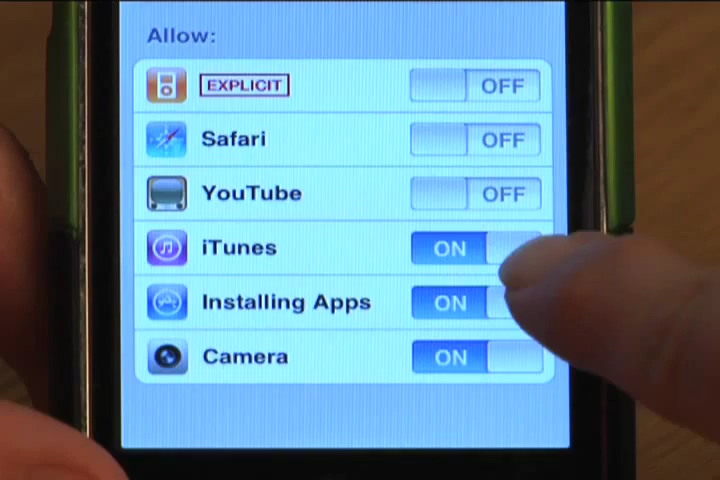 Allow:
EXPLICIT OFF
Safari OFF
YouTube OFF
iTunes ON
Installing Apps ON
Camera ON